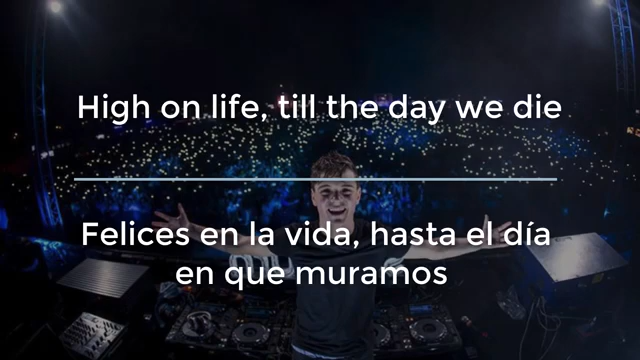 High on life, till the day we die
Felices en la vida, hasta el día
en que muramos